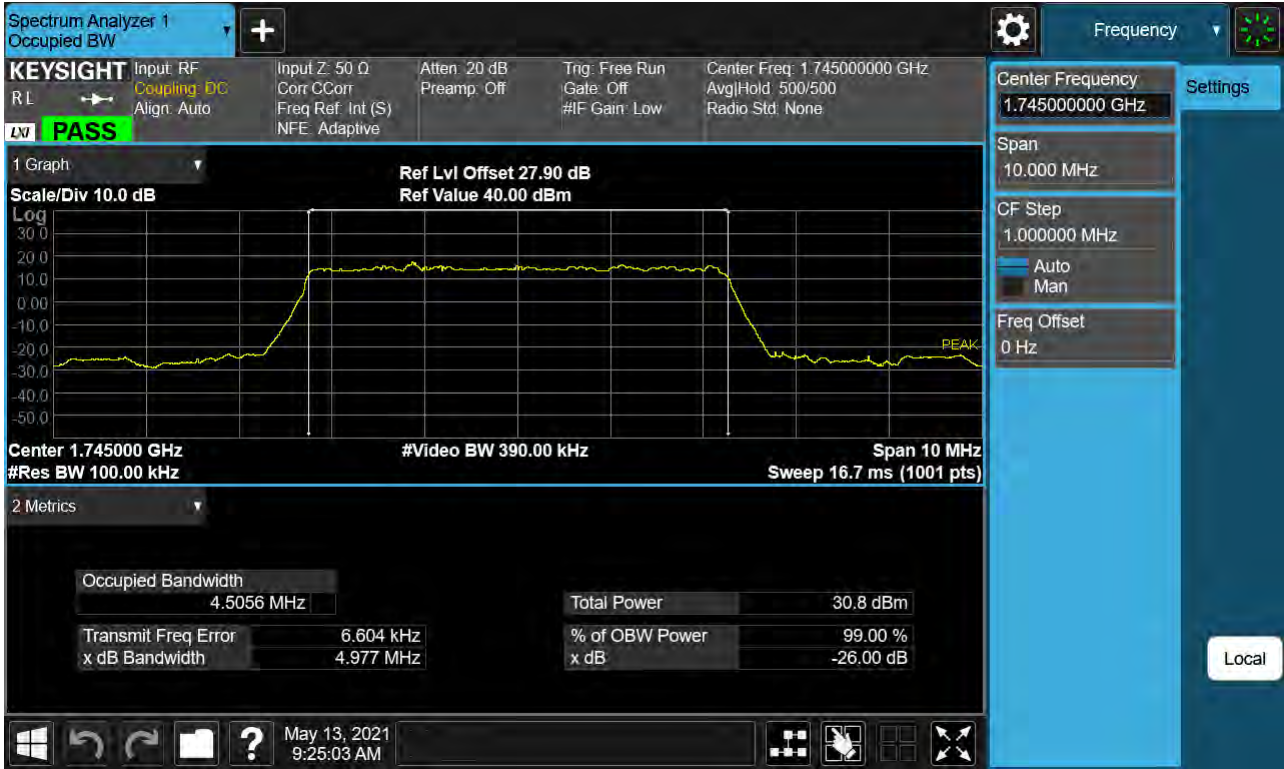 Spectrum Analyzer 1
Occupied BW
Frequency
KEYSIGHT
RL
LXI
PASS
Input: RF
Coupling: DC
Align: Auto
Input Z: 50 Ω
Corr CCorr
Freq Ref: Int (S)
NFE: Adaptive
Atten: 20 dB
Preamp: Off
Trig: Free Run
Gate: Off
#IF Gain: Low
Center Freq: 1.745000000 GHz
Avg|Hold: 500/500
Radio Std: None
Center Frequency
1.745000000 GHz
Settings
Span
10.000 MHz
CF Step
1.000000 MHz
Auto
Man
Freq Offset
0 Hz
Local
1 Graph
Scale/Div 10.0 dB
Ref Lvl Offset 27.90 dB
Ref Value 40.00 dBm
Log
30.0
20.0
10.0
0.00
-10.0
-20.0
-30.0
-40.0
-50.0
PEAK
Center 1.745000 GHz
#Video BW 390.00 kHz
Span 10 MHz
#Res BW 100.00 kHz
Sweep 16.7 ms (1001 pts)
2 Metrics
Occupied Bandwidth
4.5056 MHz
Total Power 30.8 dBm
Transmit Freq Error 6.604 kHz
% of OBW Power 99.00 %
x dB Bandwidth 4.977 MHz
x dB -26.00 dB
?
May 13, 2021
9:25:03 AM